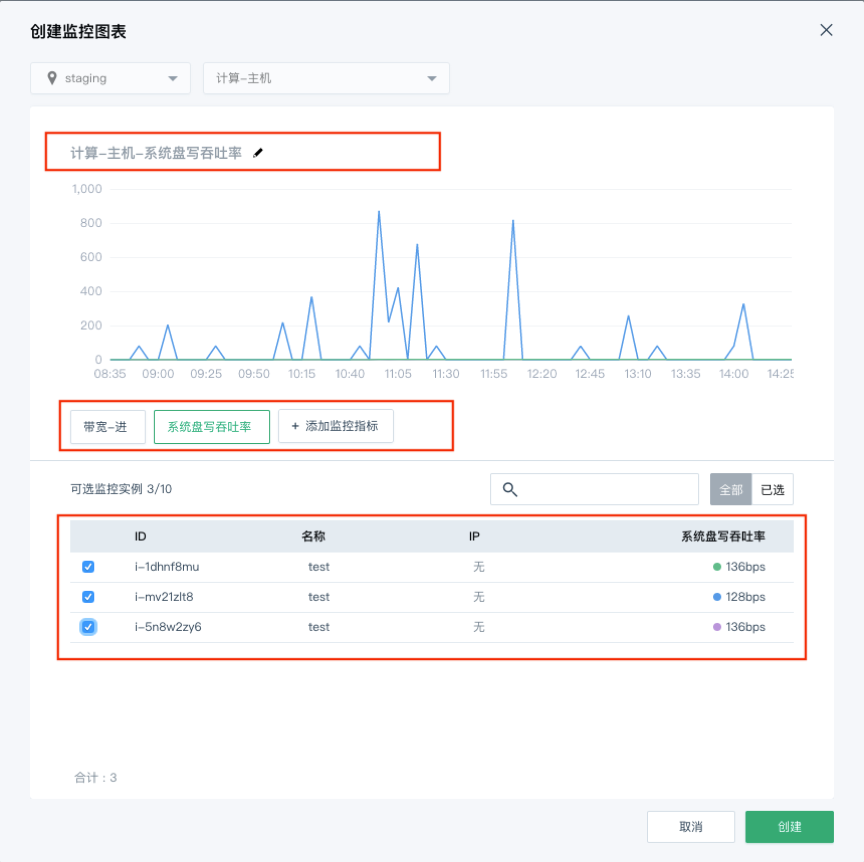 创建监控图表
staging 计算-主机
计算-主机-系统盘写吞吐率
1,000
800
600
400
200
0
08:35 09:00 09:25 09:50 10:15 10:40 11:05 11:30 11:55 12:20 12:45 13:10 13:35 14:00 14:25
带宽-进 系统盘写吞吐率 + 添加监控指标
可选监控实例 3/10 全部 已选
ID 名称 IP 系统盘写吞吐率
i-1dhnf8mu test 无 136bps
i-mv21zlt8 test 无 128bps
i-5n8w2zy6 test 无 136bps
合计：3
取消 创建